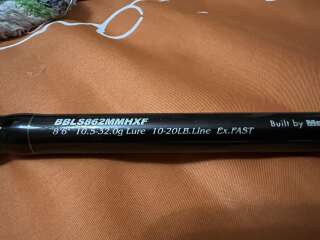 BBLS862MMHXF
8'6" 10.5-32.0g Lure 10-20LB.Line Ex.FAST
Built by